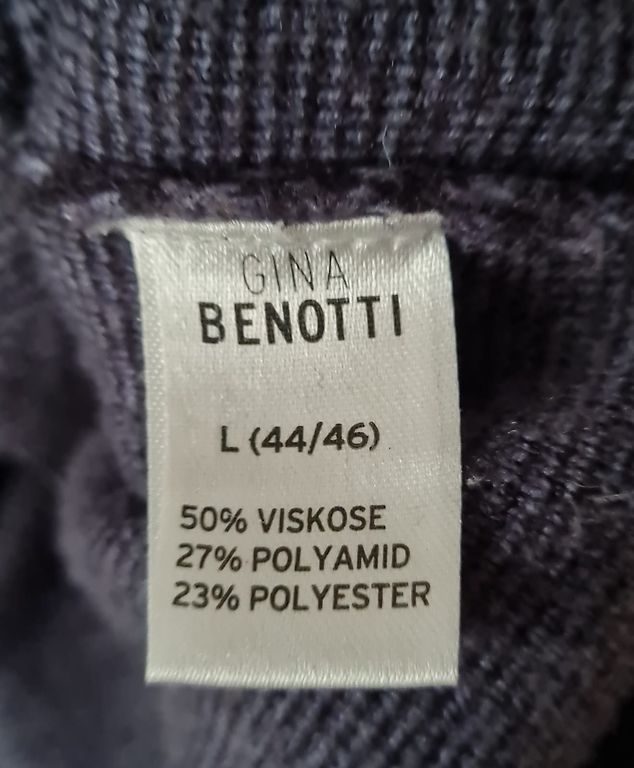 GINA
BENOTTI
L (44/46)
50% VISKOSE
27% POLYAMID
23% POLYESTER